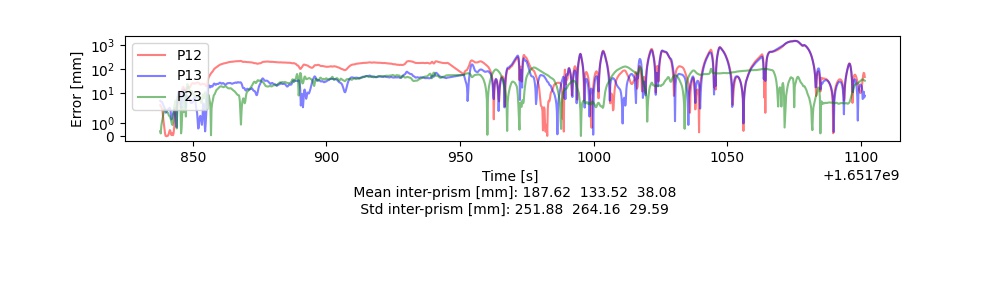 P12
P13
P23
Error [mm]
10³
10²
10¹
10⁰
0
850 900 950 1000 1050 1100
Time [s]
+1.6517e9
Mean inter-prism [mm]: 187.62 133.52 38.08
Std inter-prism [mm]: 251.88 264.16 29.59